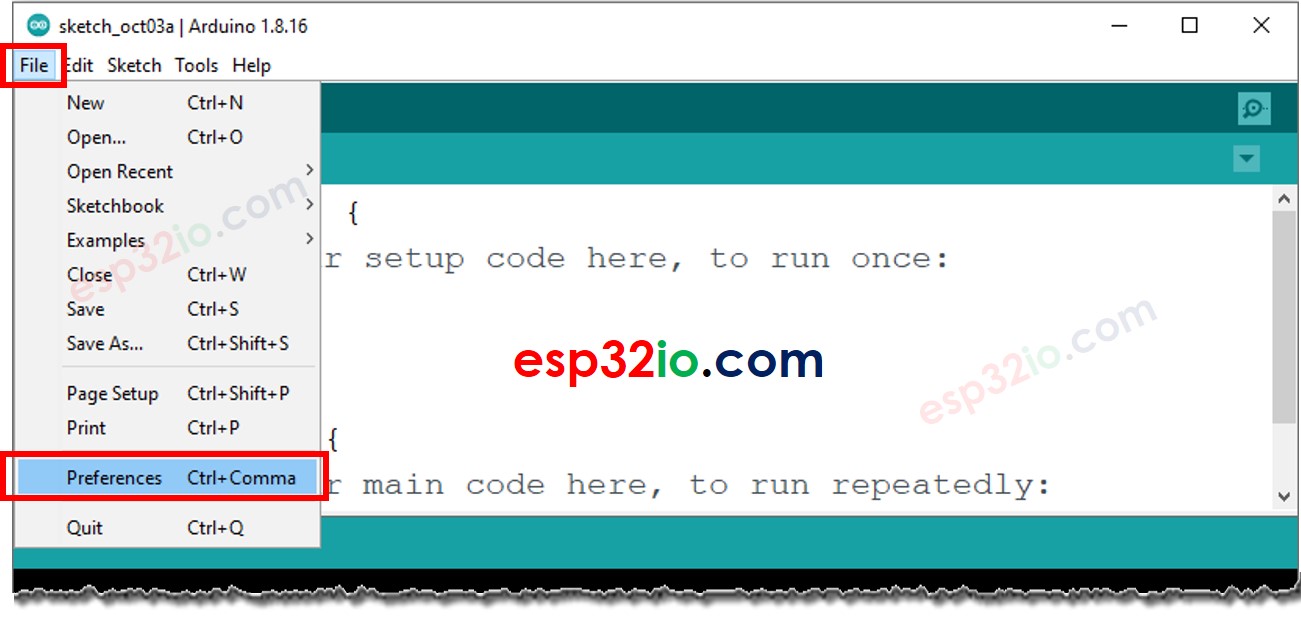 sketch_oct03a | Arduino 1.8.16
File Edit Sketch Tools Help
New Ctrl+N
Open... Ctrl+O
Open Recent
Sketchbook
Examples
Close Ctrl+W
Save Ctrl+S
Save As... Ctrl+Shift+S
Page Setup Ctrl+Shift+P
Print Ctrl+P
Preferences Ctrl+Comma
Quit Ctrl+Q
{
r setup code here, to run once:
{
r main code here, to run repeatedly:
esp32io.com
esp32io.com
esp32io.com